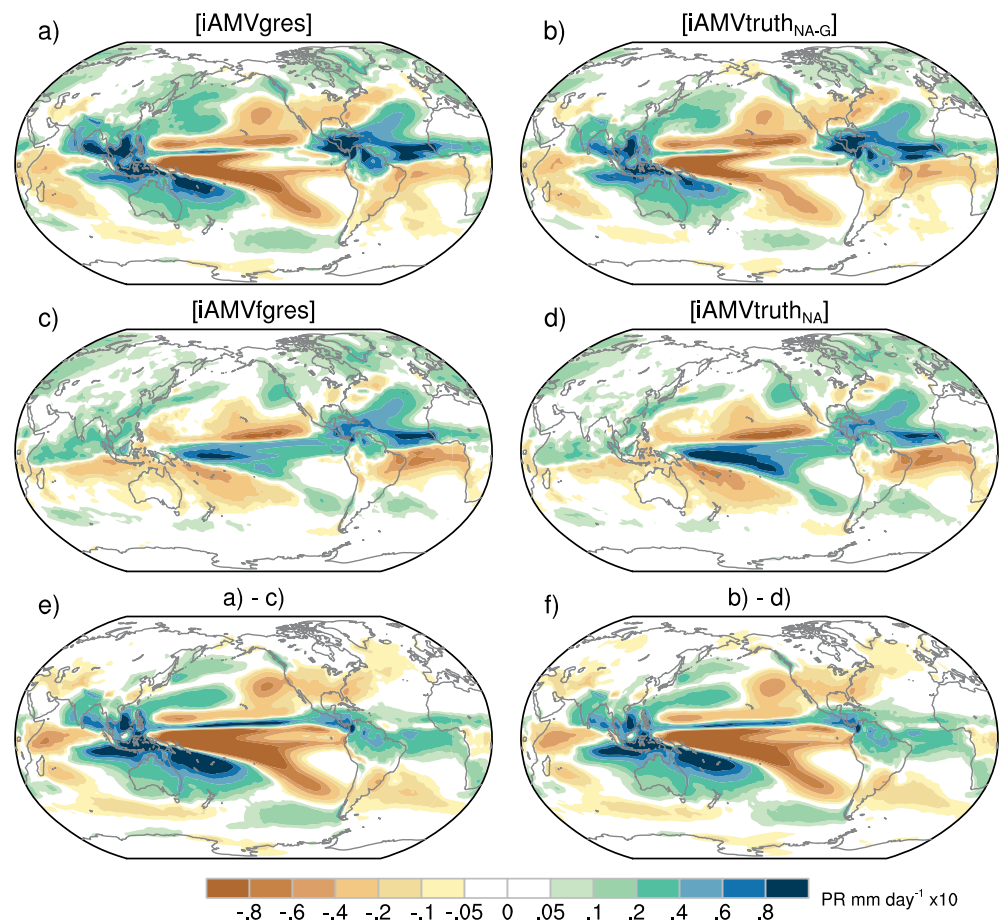 a) [iAMVgres]
b) [iAMVtruthNA-G]
c) [iAMVfgres]
d) [iAMVtruthNA]
e) a) - c)
f) b) - d)
-.8 -.6 -.4 -.2 -.1 -.05 0 .05 .1 .2 .4 .6 .8 PR mm day-1 x10